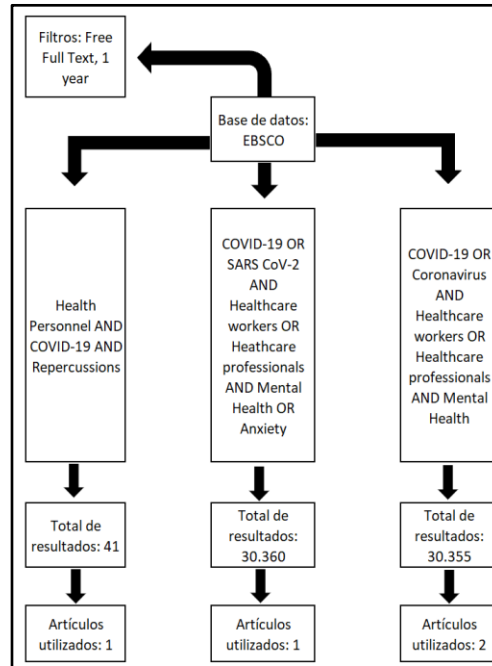 Filtros: Free
Full Text, 1
year
Base de datos:
EBSCO
Health
Personnel AND
COVID-19 AND
Repercussions
COVID-19 OR
SARS CoV-2
AND
Healthcare
workers OR
Heathcare
professionals
AND Mental
Health OR
Anxiety
COVID-19 OR
Coronavirus
AND
Healthcare
workers OR
Healthcare
professionals
AND Mental
Health
Total de
resultados: 41
Total de
resultados:
30.360
Total de
resultados:
30.355
Artículos
utilizados: 1
Artículos
utilizados: 1
Artículos
utilizados: 2